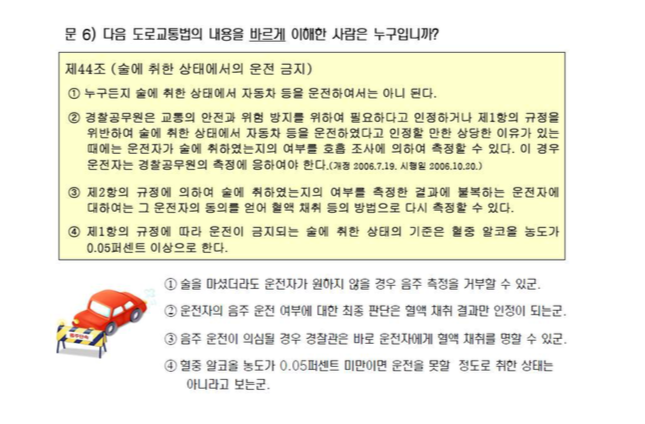 문 6) 다음 도로교통법의 내용을 바르게 이해한 사람은 누구입니까?
제44조 (술에 취한 상태에서의 운전 금지)
① 누구든지 술에 취한 상태에서 자동차 등을 운전하여서는 아니 된다.
② 경찰공무원은 교통의 안전과 위험 방지를 위하여 필요하다고 인정하거나 제1항의 규정을
위반하여 술에 취한 상태에서 자동차 등을 운전하였다고 인정할 만한 상당한 이유가 있는
때에는 운전자가 술에 취하였는지의 여부를 호흡 조사에 의하여 측정할 수 있다. 이 경우
운전자는 경찰공무원의 측정에 응하여야 한다.(개정 2006.7.19. 시행일 2006.10.20.)
③ 제2항의 규정에 의하여 술에 취하였는지의 여부를 측정한 결과에 불복하는 운전자에
대하여는 그 운전자의 동의를 얻어 혈액 채취 등의 방법으로 다시 측정할 수 있다.
④ 제1항의 규정에 따라 운전이 금지되는 술에 취한 상태의 기준은 혈중 알코올 농도가
0.05퍼센트 이상으로 한다.
① 술을 마셨더라도 운전자가 원하지 않을 경우 음주 측정을 거부할 수 있군.
② 운전자의 음주 운전 여부에 대한 최종 판단은 혈액 채취 결과만 인정이 되는군.
③ 음주 운전이 의심될 경우 경찰관은 바로 운전자에게 혈액 채취를 명할 수 있군.
④ 혈중 알코올 농도가 0.05퍼센트 미만이면 운전을 못할 정도로 취한 상태는
아니라고 보는군.